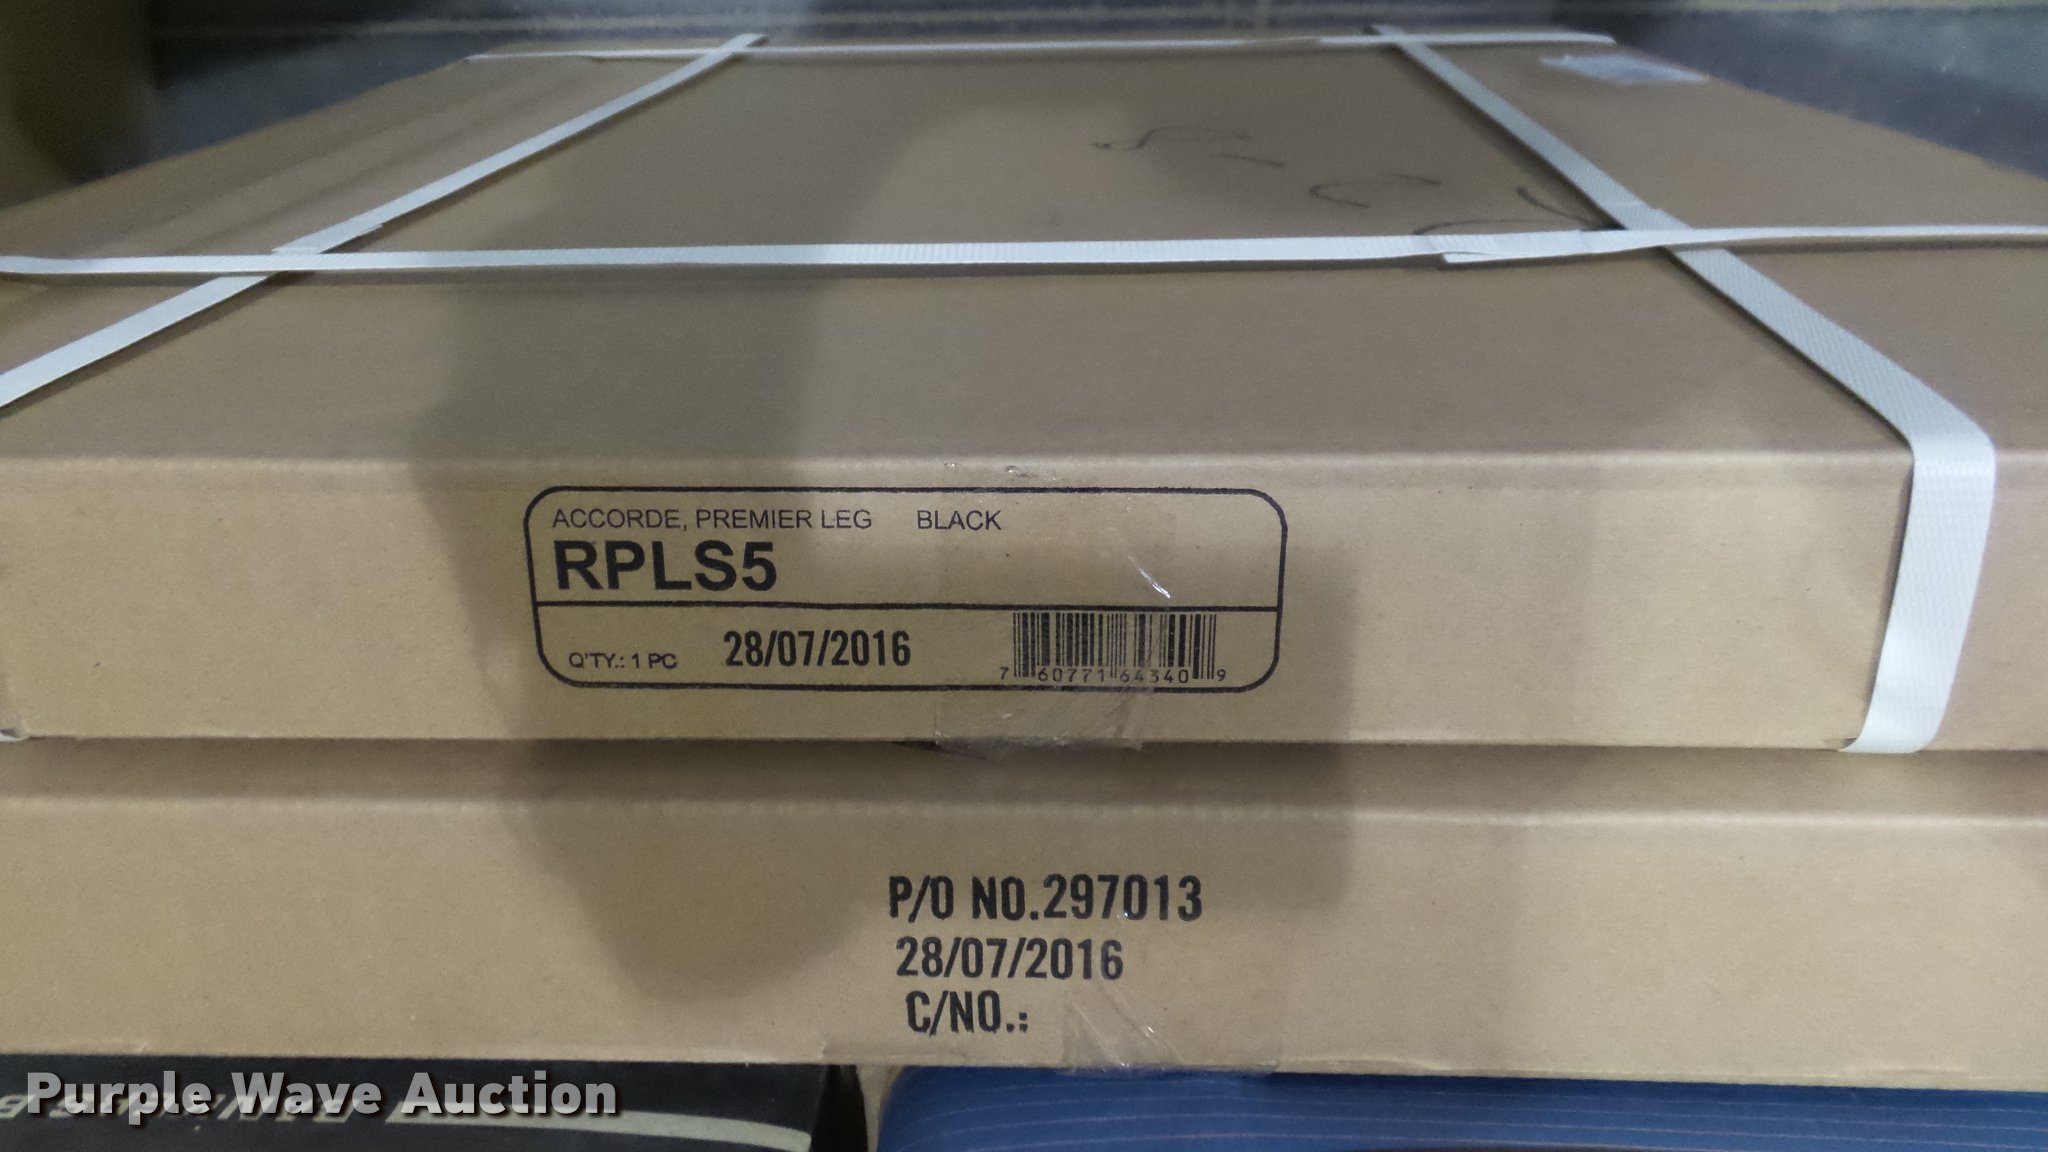 ACCORDE, PREMIER LEG BLACK
RPLS5
Q'TY.: 1 PC 28/07/2016
7 60771 64340 9
P/O NO.297013
28/07/2016
C/NO.:
Purple Wave Auction